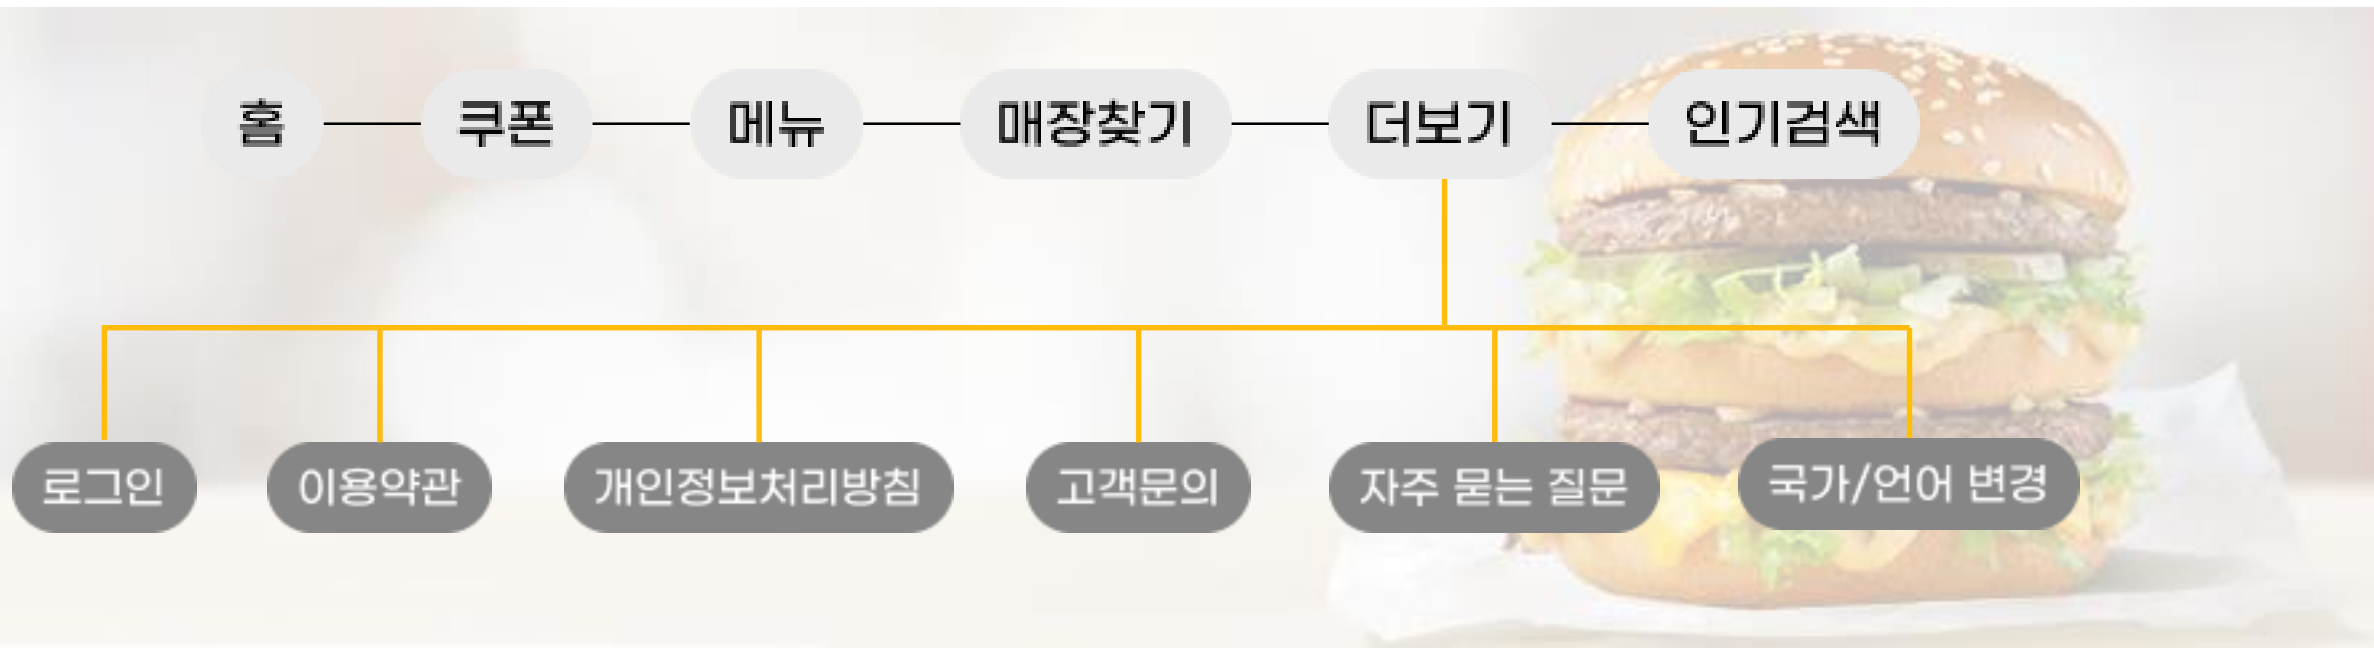 홈 쿠폰 메뉴 매장찾기 더보기 인기검색
로그인 이용약관 개인정보처리방침 고객문의 자주 묻는 질문 국가/언어 변경